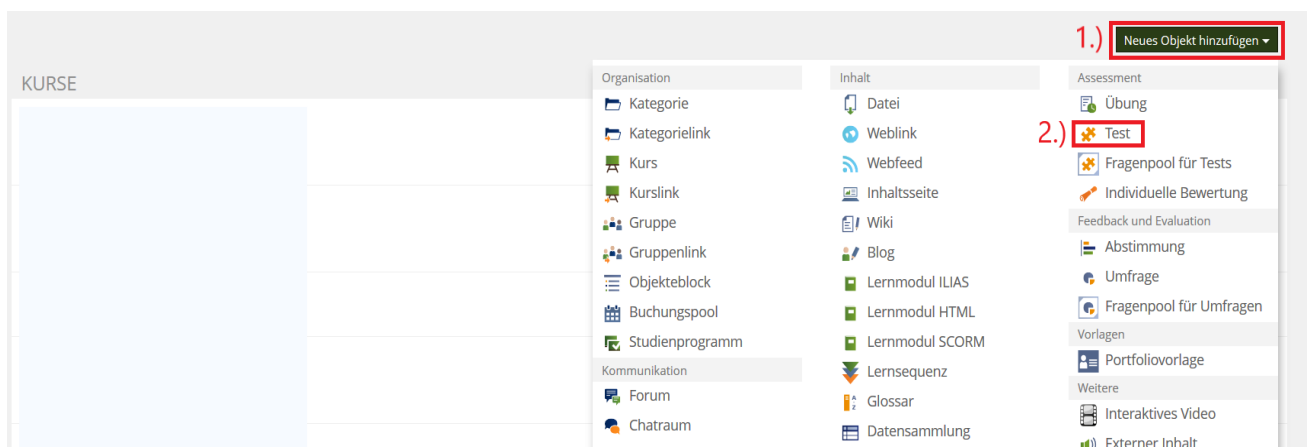 1.) Neues Objekt hinzufügen
KURSE
Organisation
Kategorie
Kategorielink
Kurs
Kurslink
Gruppe
Gruppenlink
Objekteblock
Buchungspool
Studienprogramm
Kommunikation
Forum
Chatraum
Inhalt
Datei
Weblink
Webfeed
Inhaltsseite
Wiki
Blog
Lernmodul ILIAS
Lernmodul HTML
Lernmodul SCORM
Lernsequenz
Glossar
Datensammlung
Assessment
Übung
2.) Test
Fragenpool für Tests
Individuelle Bewertung
Feedback und Evaluation
Abstimmung
Umfrage
Fragenpool für Umfragen
Vorlagen
Portfoliovorlage
Weitere
Interaktives Video
Externer Inhalt